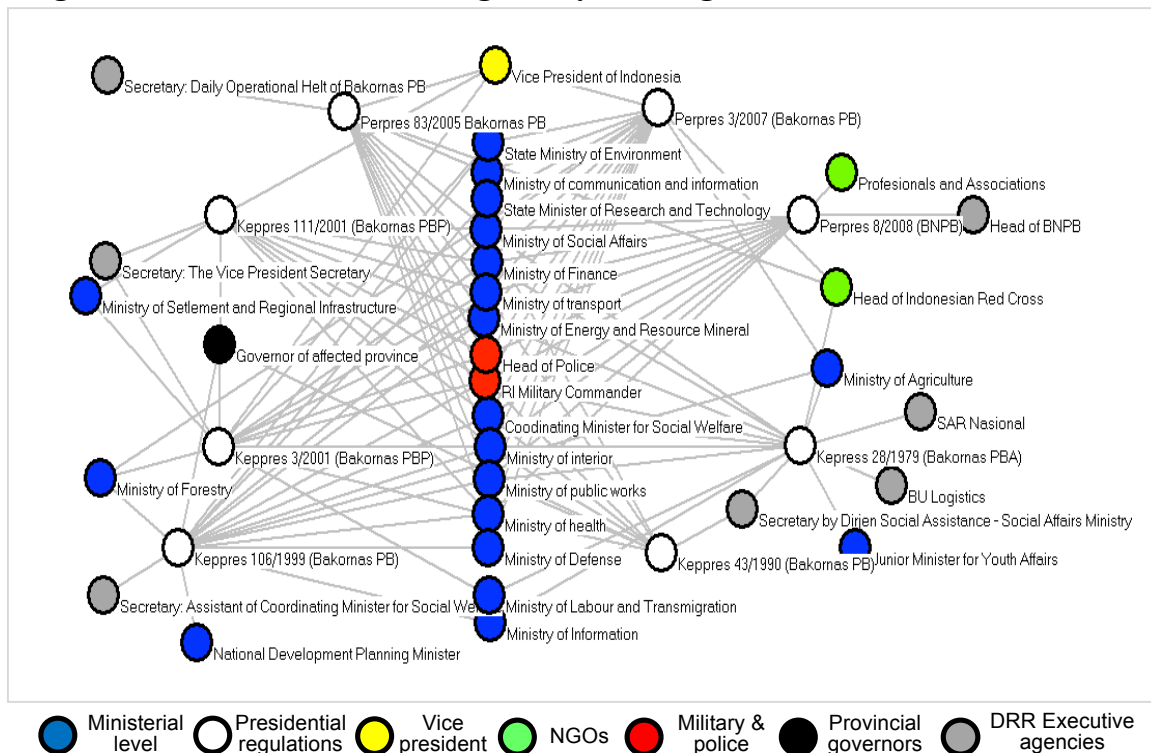 Secretary: Daily Operational Helt of Bakornas PB
Vice President of Indonesia
Perpres 83/2005 Bakornas PB
Perpres 3/2007 (Bakornas PB)
State Ministry of Environment
Ministry of communication and information
Profesionals and Associations
State Minister of Research and Technology
Keppres 111/2001 (Bakornas PBP)
Perpres 8/2008 (BNPB)
Head of BNPB
Ministry of Social Affairs
Secretary: The Vice President Secretary
Ministry of Finance
Ministry of Setlement and Regional Infrastructure
Ministry of transport
Head of Indonesian Red Cross
Ministry of Energy and Resource Mineral
Governor of affected province
Head of Police
Ministry of Agriculture
RI Military Commander
SAR Nasional
Coodinating Minister for Social Welfare
Keppres 3/2001 (Bakornas PBP)
Ministry of interior
Kepress 28/1979 (Bakornas PBA)
Ministry of Forestry
Ministry of public works
BU Logistics
Ministry of health
Secretary by Dirjen Social Assistance - Social Affairs Ministry
Keppres 106/1999 (Bakornas PB)
Ministry of Defense
Keppres 43/1990 (Bakornas PB)
Junior Minister for Youth Affairs
Secretary: Assistant of Coordinating Minister for Social
Ministry of Labour and Transmigration
Ministry of Information
National Development Planning Minister
Ministerial level
Presidential regulations
Vice president
NGOs
Military & police
Provincial governors
DRR Executive agencies